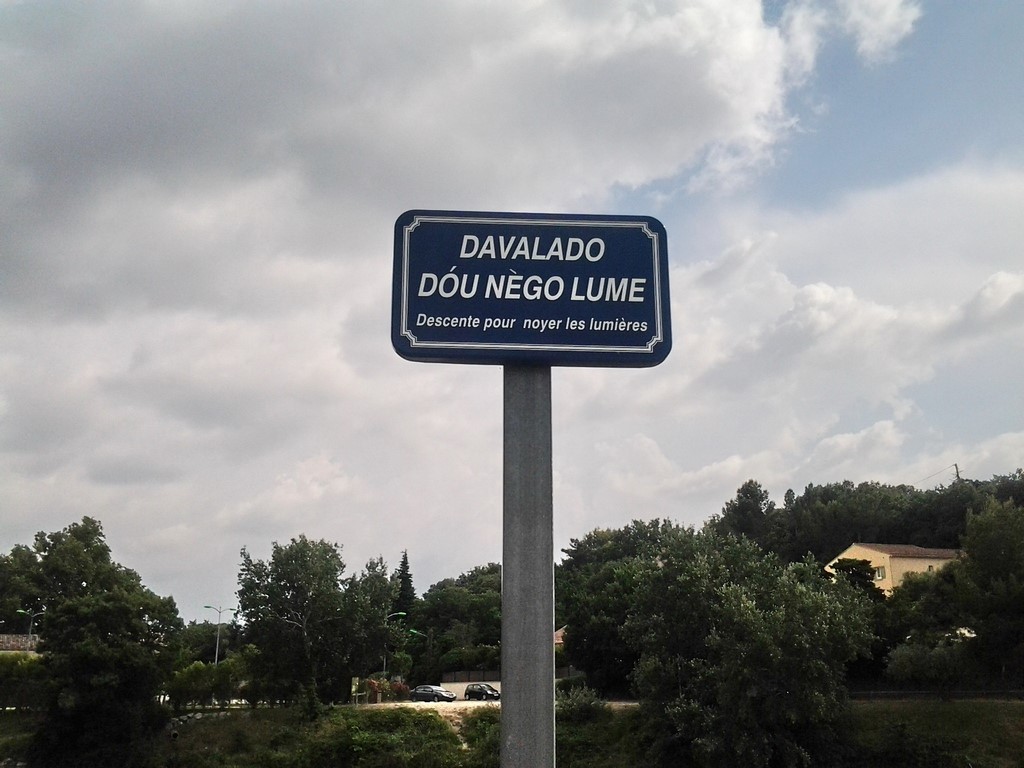 DAVALADO
DÓU NÈGO LUME
Descente pour noyer les lumières